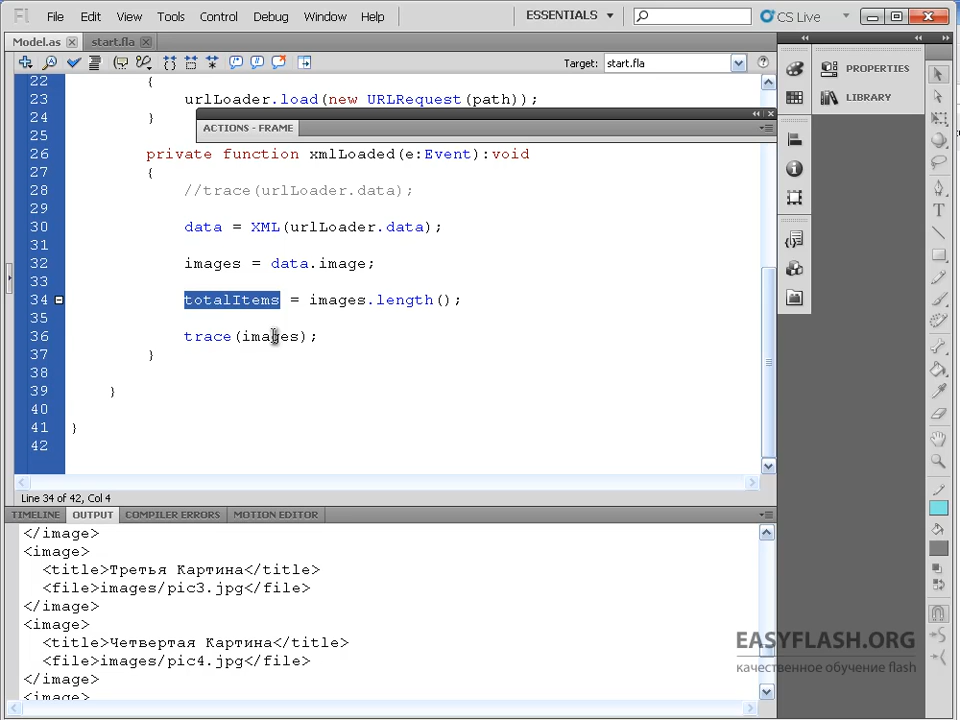 Fl File Edit View Tools Control Debug Window Help ESSENTIALS CS Live
Model.as start.fla
Target: start.fla
22 {
23 urlLoader.load(new URLRequest(path));
24 }
ACTIONS - FRAME
25
26 private function xmlLoaded(e:Event):void
27 {
28 //trace(urlLoader.data);
29
30 data = XML(urlLoader.data);
31
32 images = data.image;
33
34 totalItems = images.length();
35
36 trace(images);
37 }
38
39 }
40
41 }
42
Line 34 of 42, Col 4
PROPERTIES
LIBRARY
TIMELINE OUTPUT COMPILER ERRORS MOTION EDITOR
</image>
<image>
<title>Третья Картина</title>
<file>images/pic3.jpg</file>
</image>
<image>
<title>Четвертая Картина</title>
<file>images/pic4.jpg</file>
</image>
<image>
EASYFLASH.ORG
качественное обучение flash